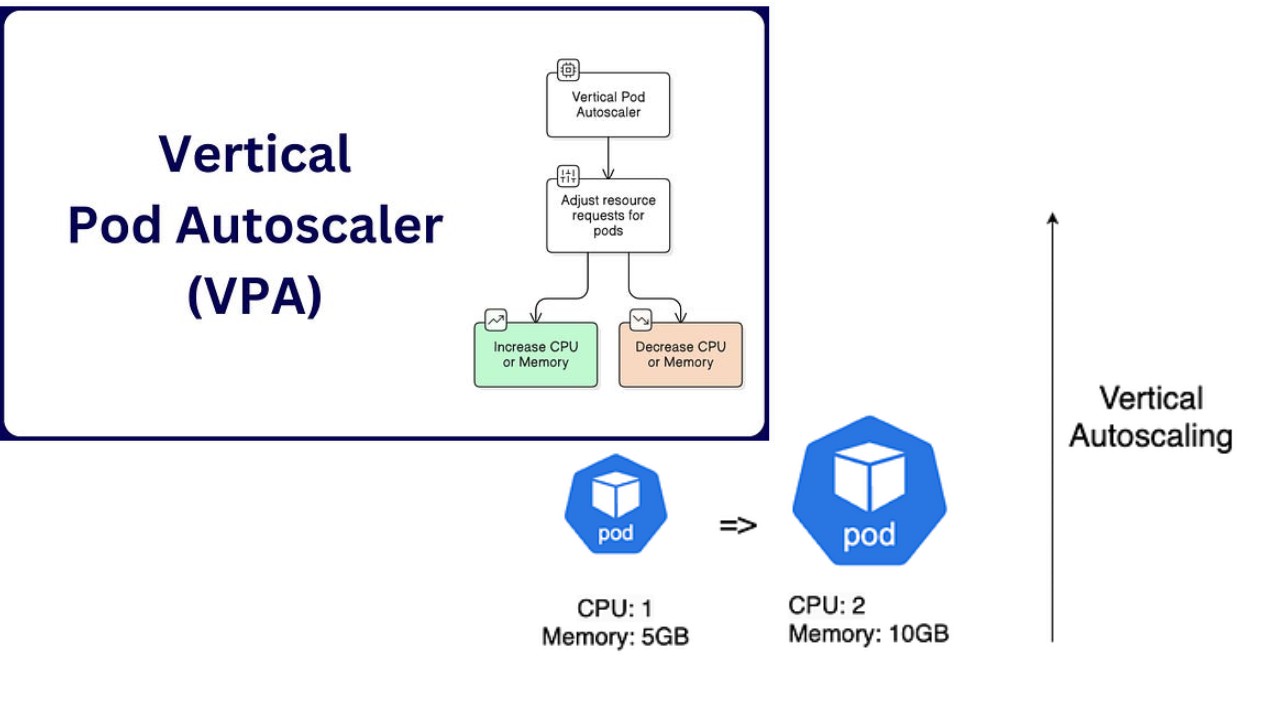 Vertical
Pod Autoscaler
(VPA)
Vertical Pod
Autoscaler
Adjust resource
requests for
pods
Increase CPU
or Memory
Decrease CPU
or Memory
pod
=>
pod
CPU: 1
Memory: 5GB
CPU: 2
Memory: 10GB
Vertical
Autoscaling